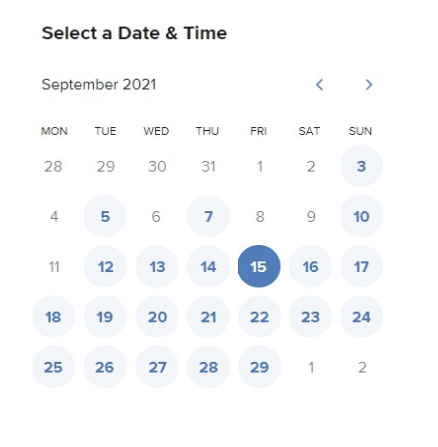 Select a Date & Time
September 2021
MON TUE WED THU FRI SAT SUN
28 29 30 31 1 2 3
4 5 6 7 8 9 10
11 12 13 14 15 16 17
18 19 20 21 22 23 24
25 26 27 28 29 1 2